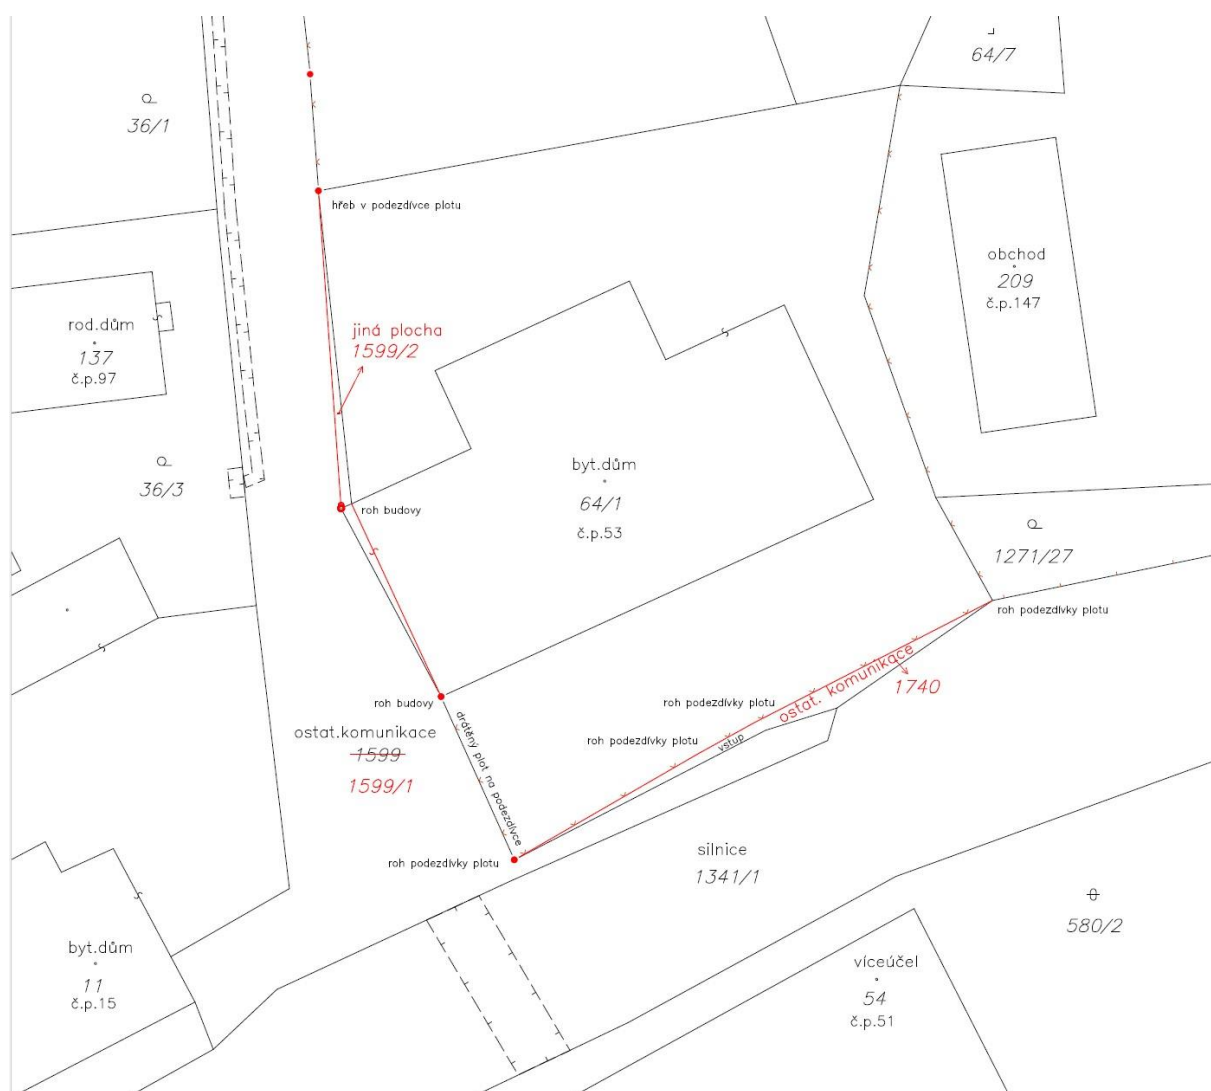 64/7
36/1
hřeb v podezdívce plotu
obchod
209
č.p.147
rod.dům
137
č.p.97
jiná plocha
1599/2
36/3
byt.dům
64/1
č.p.53
roh budovy
1271/27
roh podezdívky plotu
ostat. komunikace
1740
roh podezdívky plotu
roh budovy
drátěný plot na podezdívce
ostat.komunikace
1599
1599/1
roh podezdívky plotu
vstup
roh podezdívky plotu
silnice
1341/1
580/2
byt.dům
11
č.p.15
víceúčel
54
č.p.51